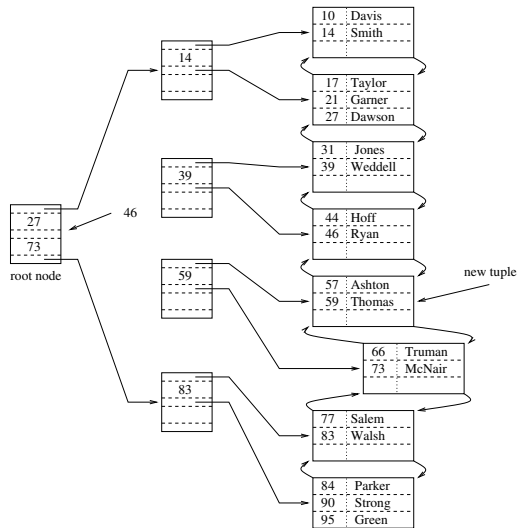 10 Davis
14 Smith
14
17 Taylor
21 Garner
27 Dawson
31 Jones
39 Weddell
39
44 Hoff
46 Ryan
27
46
73
root node
57 Ashton
59 Thomas
59
new tuple
66 Truman
73 McNair
83
77 Salem
83 Walsh
84 Parker
90 Strong
95 Green